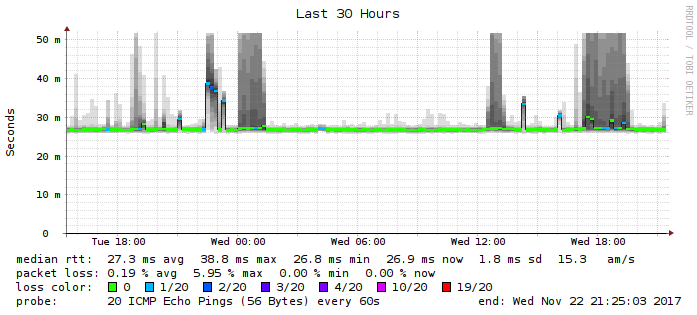 Last 30 Hours
RRDTOOL / TOBI OETIKER
Seconds
50 m
40 m
30 m
20 m
10 m
0
Tue 18:00 Wed 00:00 Wed 06:00 Wed 12:00 Wed 18:00
median rtt: 27.3 ms avg 38.8 ms max 26.8 ms min 26.9 ms now 1.8 ms sd 15.3 am/s
packet loss: 0.19 % avg 5.95 % max 0.00 % min 0.00 % now
loss color: 0 1/20 2/20 3/20 4/20 10/20 19/20
probe: 20 ICMP Echo Pings (56 Bytes) every 60s end: Wed Nov 22 21:25:03 2017